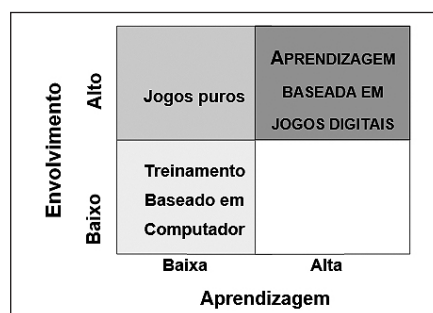 Envolvimento
Alto
Baixo
Jogos puros
APRENDIZAGEM
BASEADA EM
JOGOS DIGITAIS
Treinamento
Baseado em
Computador
Baixa
Alta
Aprendizagem